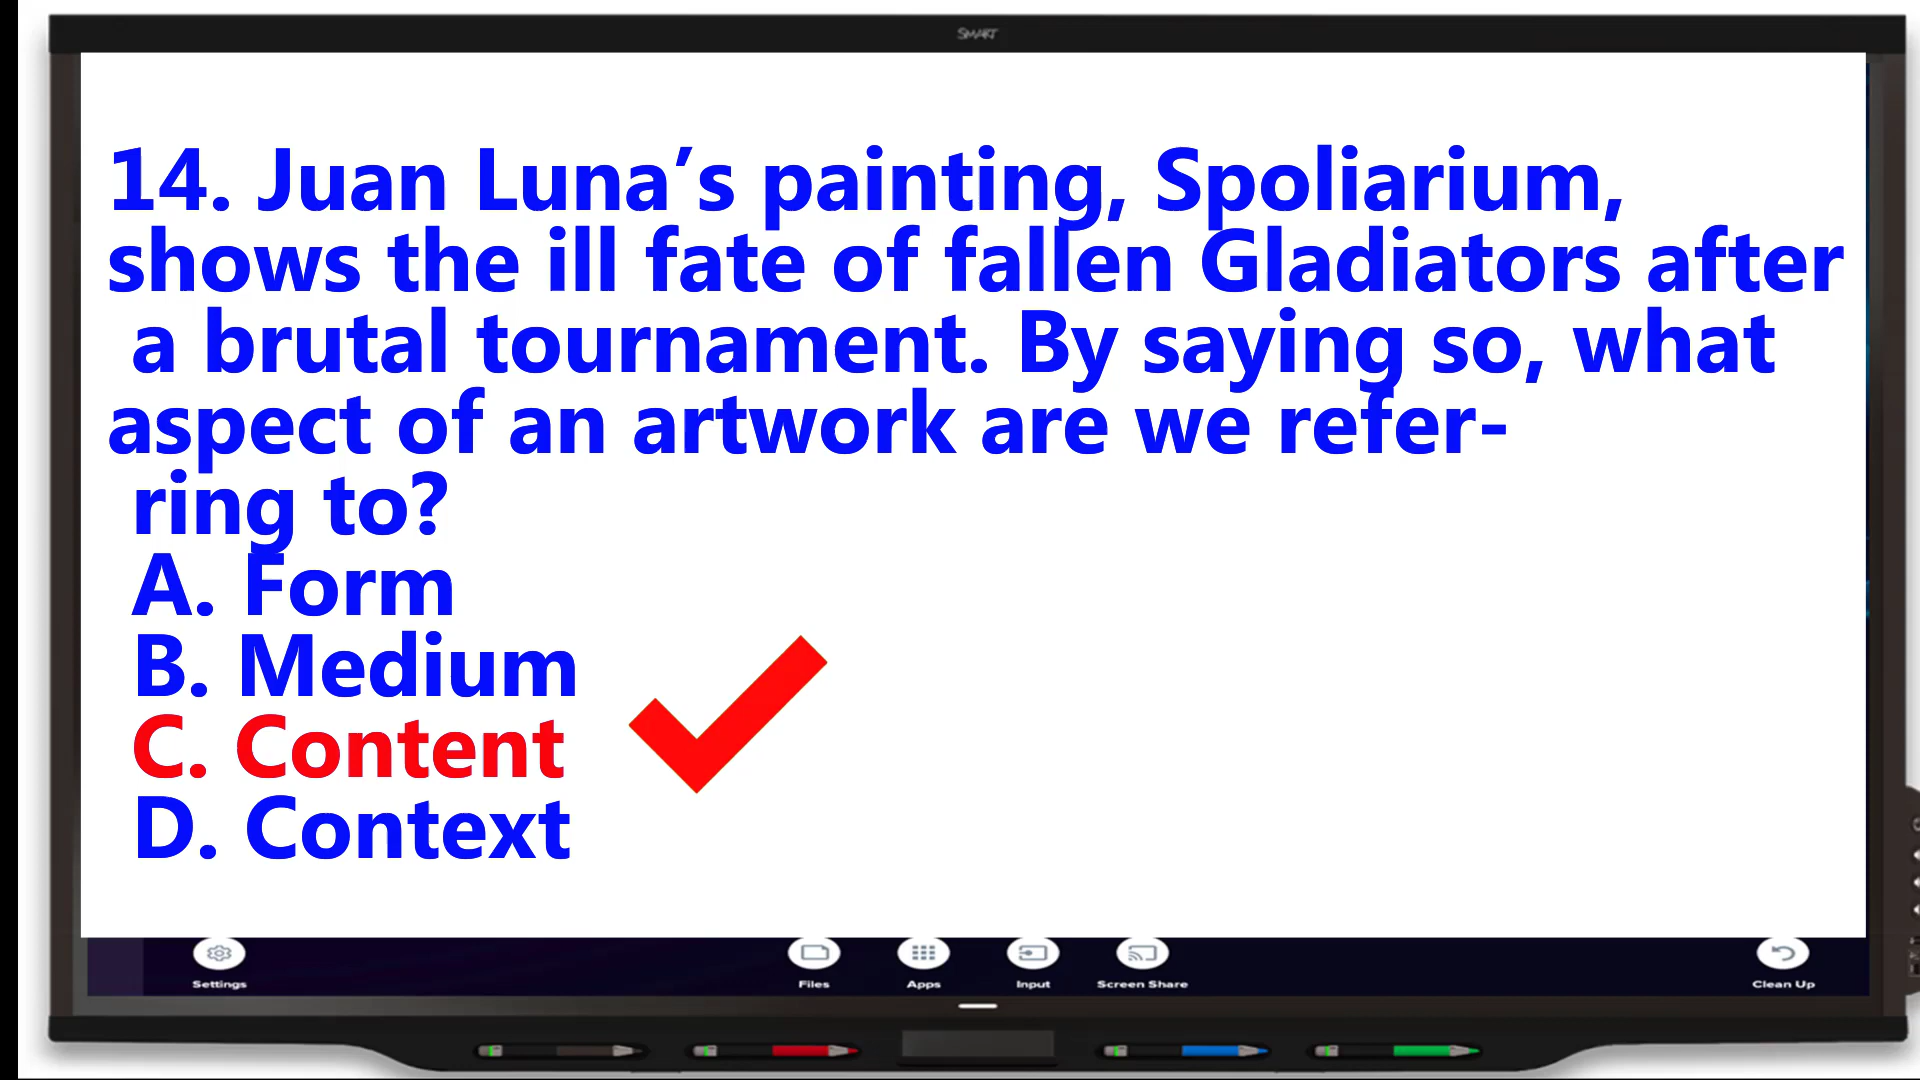 SMART
14. Juan Luna’s painting, Spoliarium,
shows the ill fate of fallen Gladiators after
a brutal tournament. By saying so, what
aspect of an artwork are we refer-
ring to?
A. Form
B. Medium
C. Content
D. Context
Settings
Files
Apps
Input
Screen Share
Clean Up